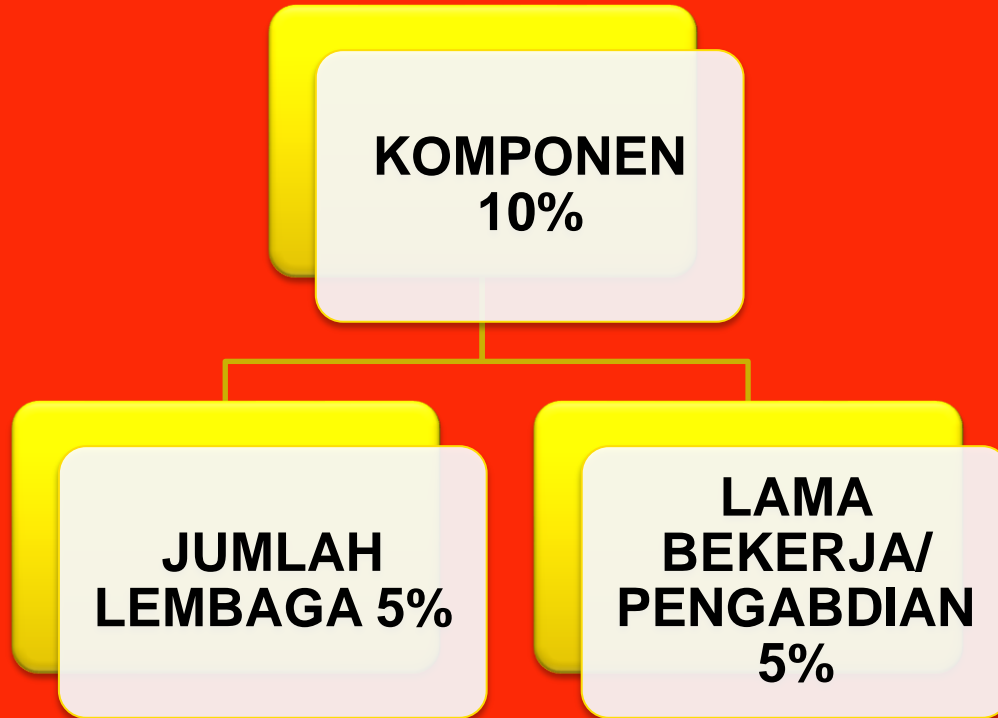 KOMPONEN
10%
JUMLAH
LEMBAGA 5%
LAMA
BEKERJA/
PENGABDIAN
5%